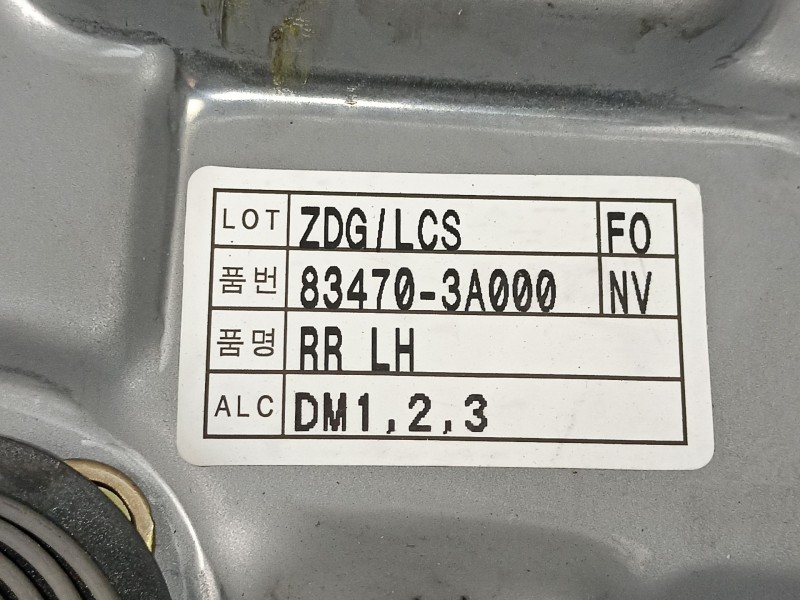 LOT ZDG/LCS FO
품번 83470-3A000 NV
품명 RR LH
ALC DM1,2,3